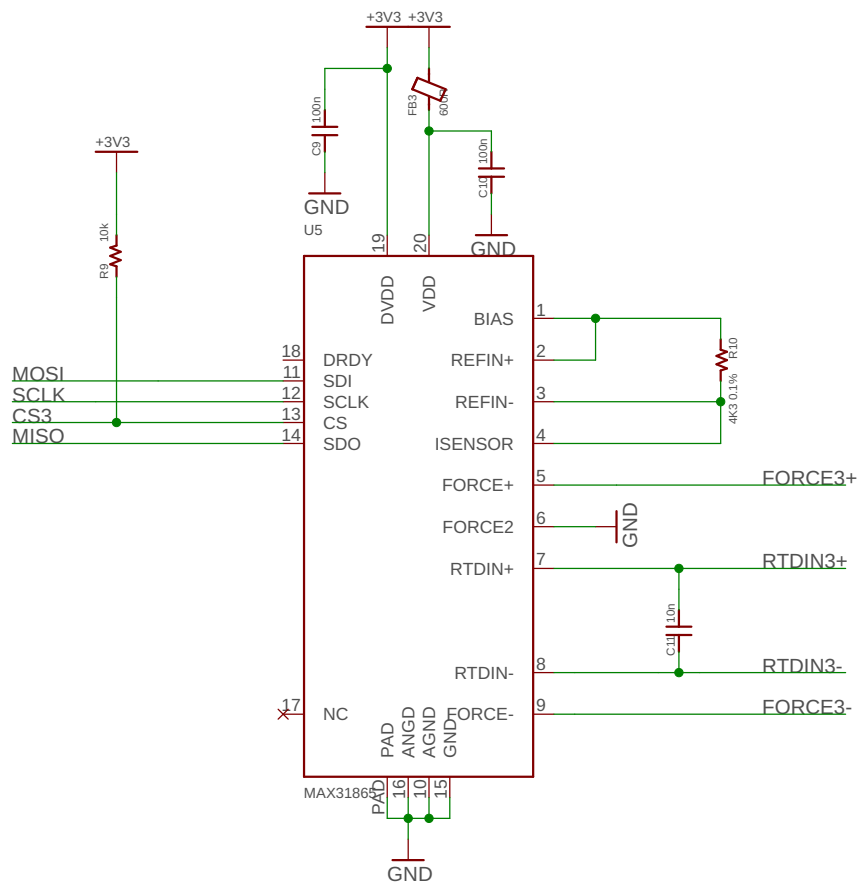 +3V3 +3V3
100n
C9
GND
FB3
600R
100n
C10
GND
+3V3
10k
R9
U5
19
20
DVDD
VDD
BIAS 1
REFIN+ 2
REFIN- 3
ISENSOR 4
FORCE+ 5
FORCE2 6
RTDIN+ 7
RTDIN- 8
FORCE- 9
R10
4K3 0.1%
MOSI
SCLK
CS3
MISO
18 DRDY
11 SDI
12 SCLK
13 CS
14 SDO
17 NC
FORCE3+
GND
RTDIN3+
10n
C11
RTDIN3-
FORCE3-
PAD
ANGD
AGND
GND
MAX31865
PAD
16
10
15
GND